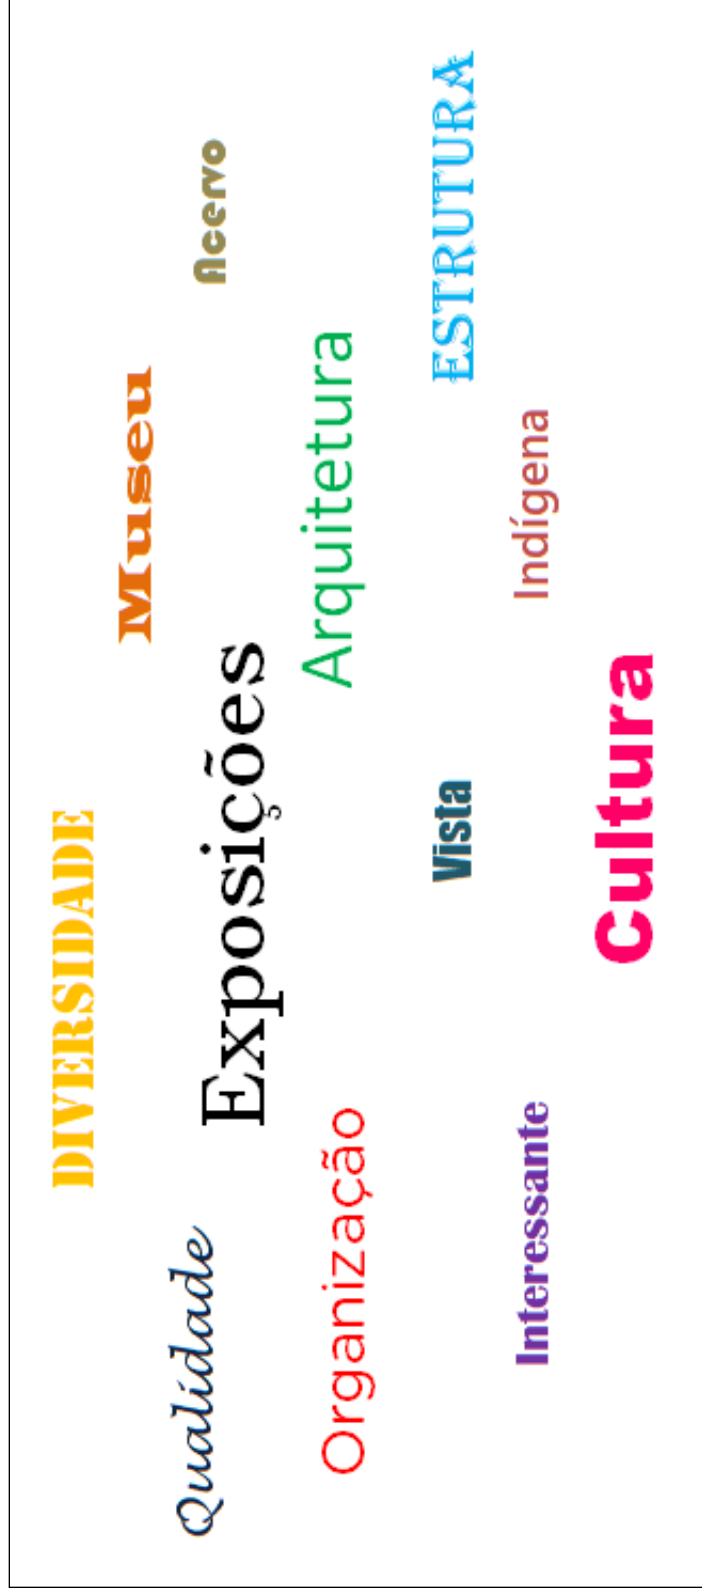 DIVERSIDADE
Museu
Qualidade
Exposições
Acervo
Organização
Arquitetura
Vista
ESTRUTURA
Interessante
Indígena
Cultura